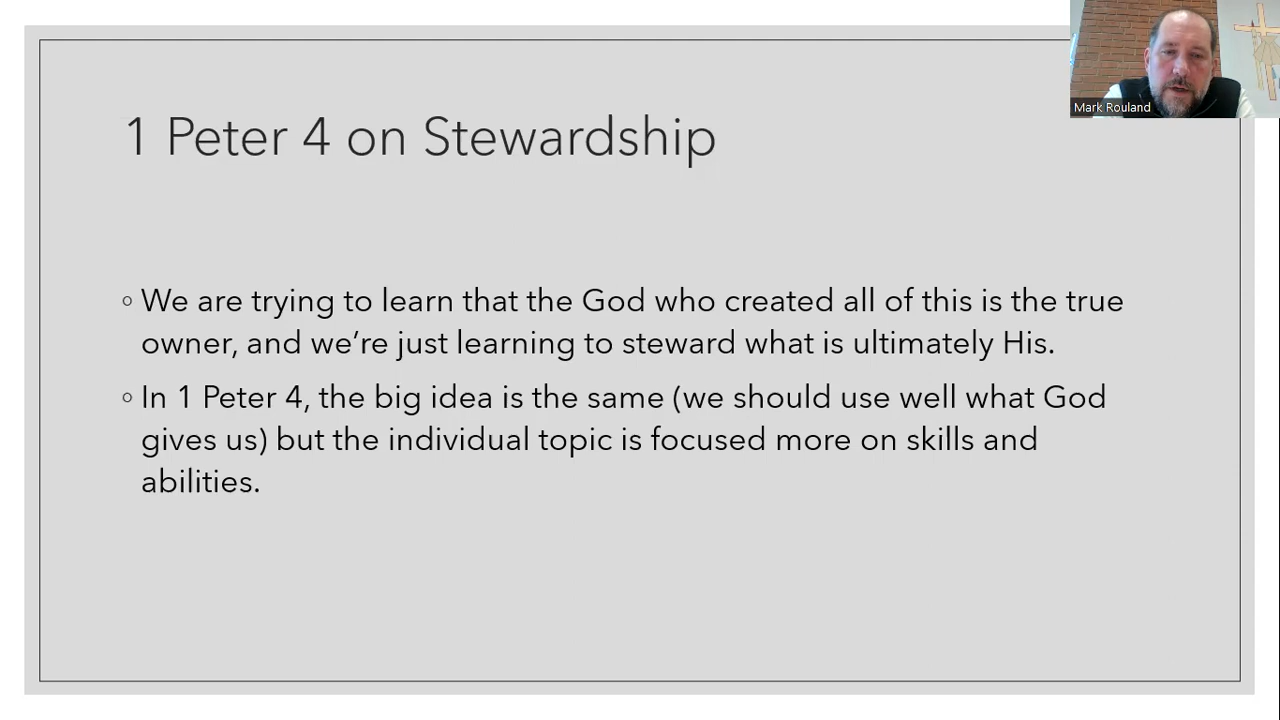 1 Peter 4 on Stewardship
Mark Rouland
◦ We are trying to learn that the God who created all of this is the true
owner, and we’re just learning to steward what is ultimately His.
◦ In 1 Peter 4, the big idea is the same (we should use well what God
gives us) but the individual topic is focused more on skills and
abilities.